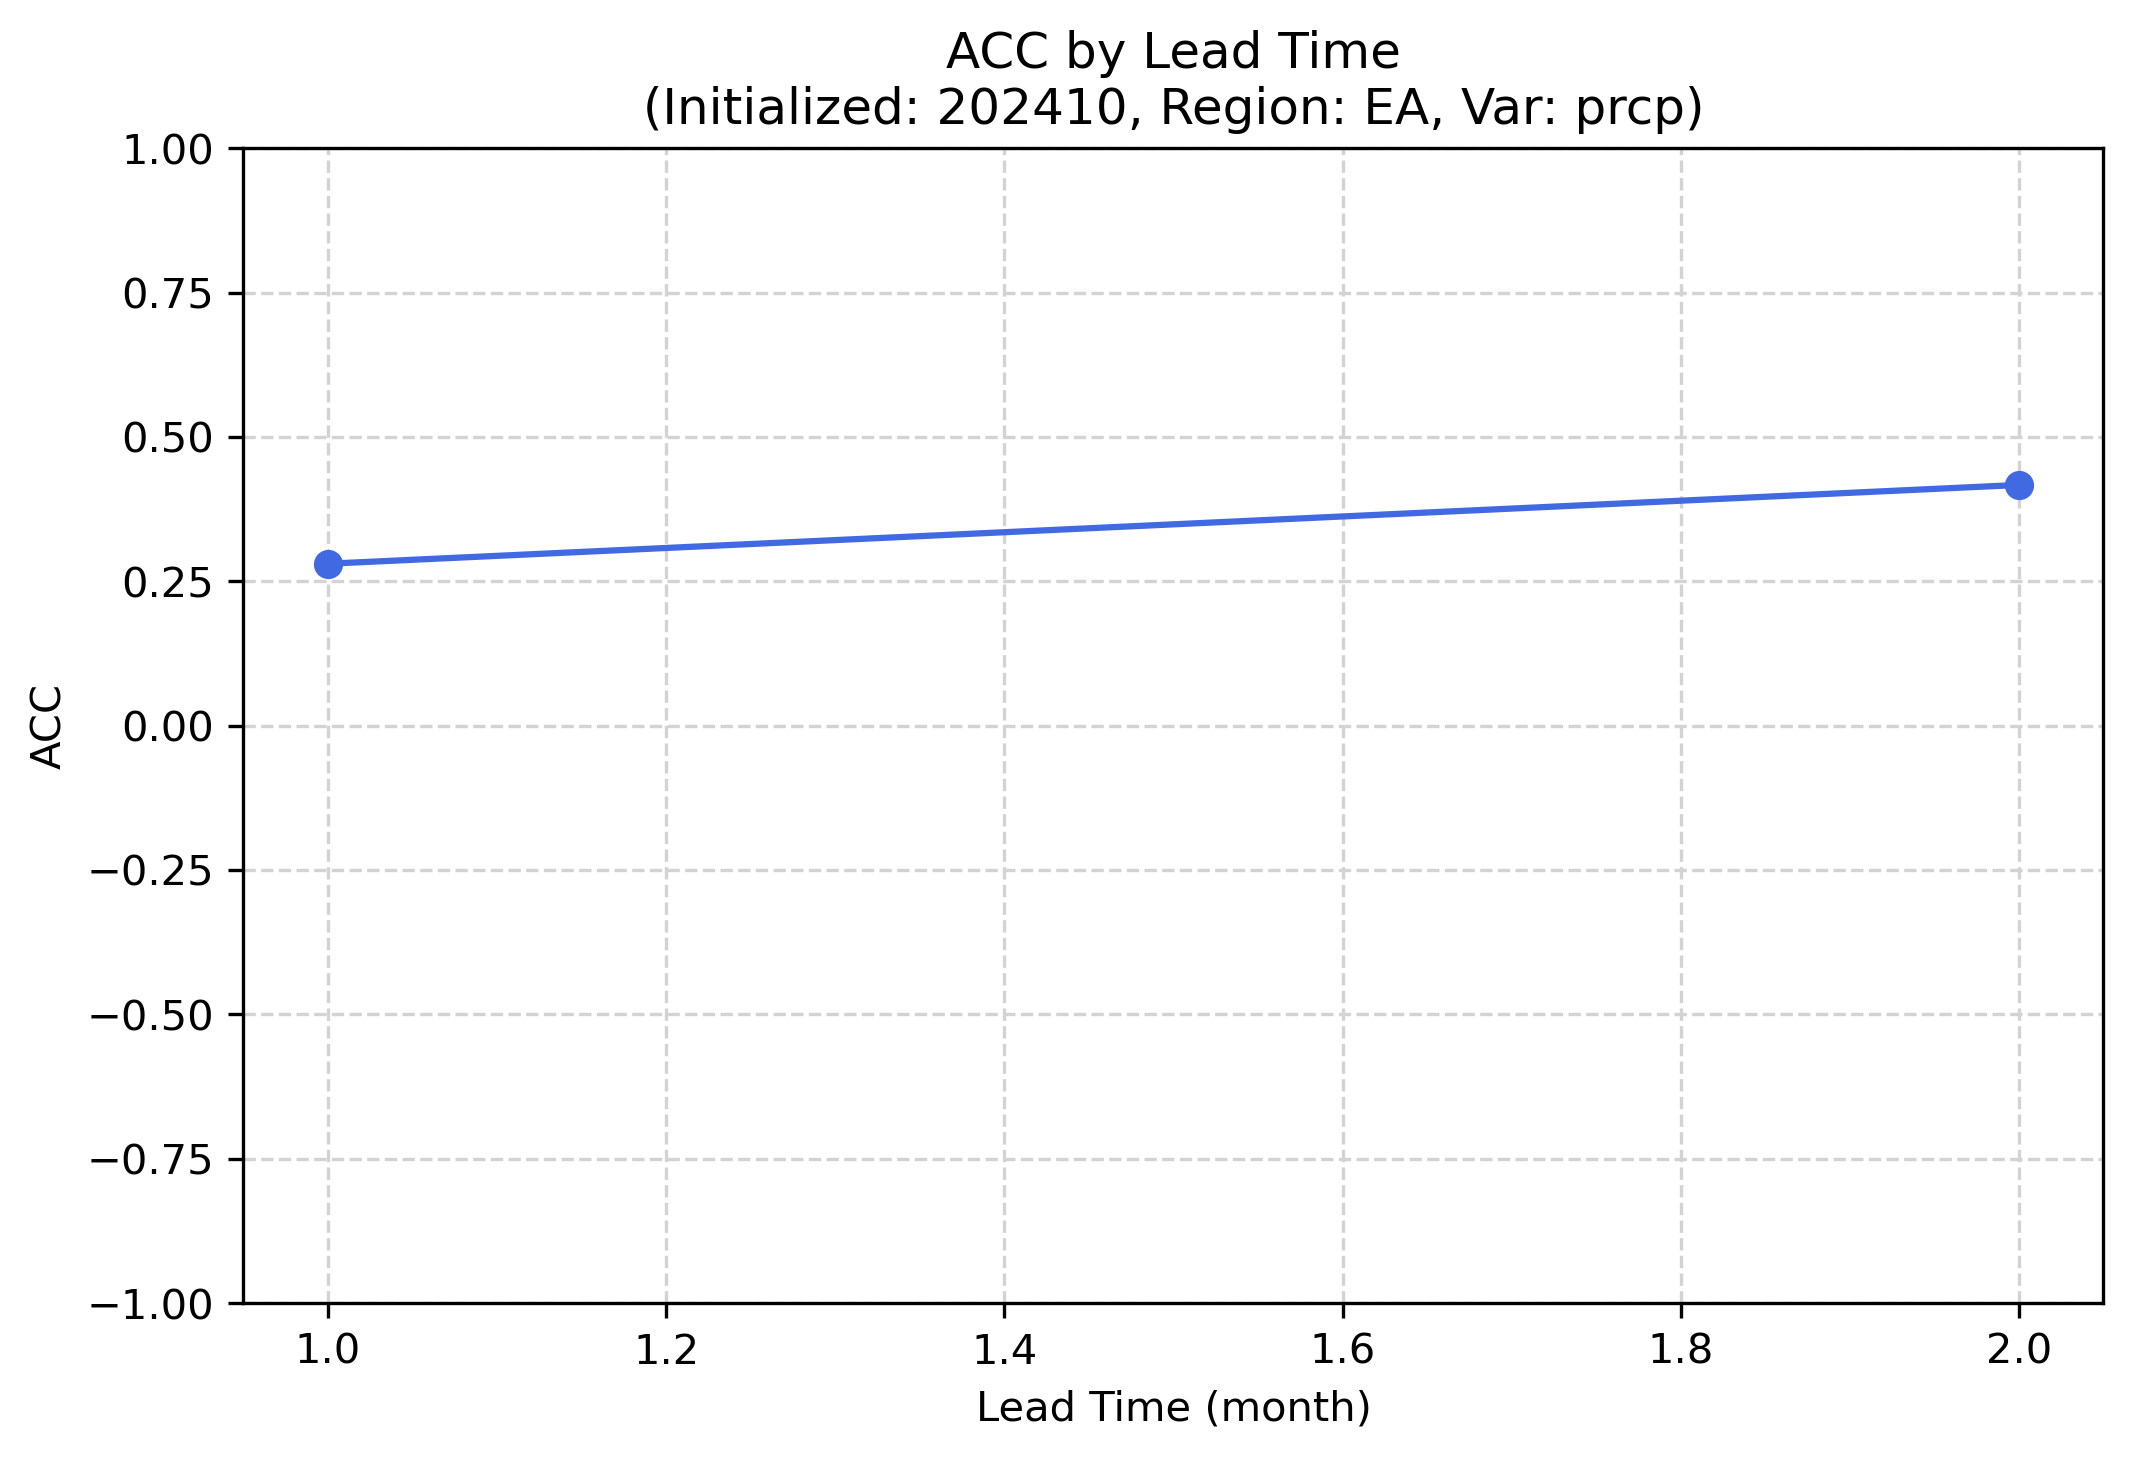 ACC by Lead Time
(Initialized: 202410, Region: EA, Var: prcp)
1.00
0.75
0.50
0.25
0.00
−0.25
−0.50
−0.75
−1.00
ACC
1.0 1.2 1.4 1.6 1.8 2.0
Lead Time (month)